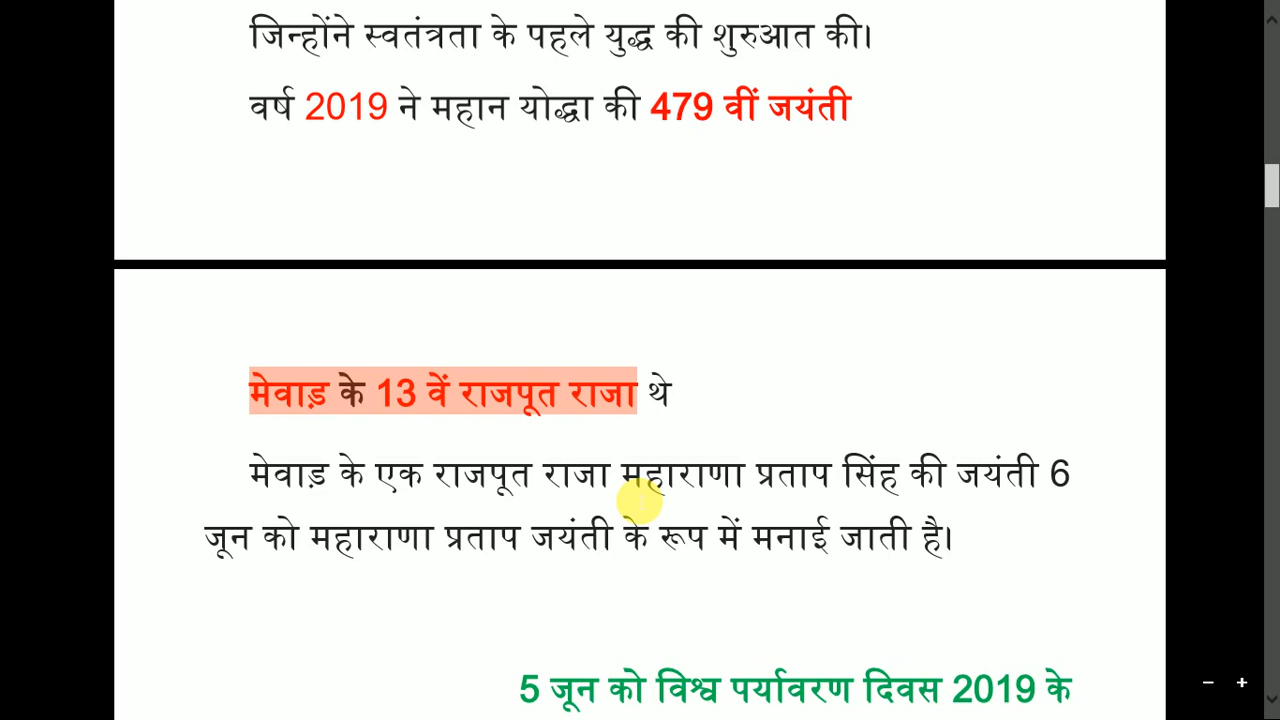 जिन्होंने स्वतंत्रता के पहले युद्ध की शुरुआत की।
वर्ष 2019 ने महान योद्धा की 479 वीं जयंती
मेवाड़ के 13 वें राजपूत राजा थे
मेवाड़ के एक राजपूत राजा महाराणा प्रताप सिंह की जयंती 6
जून को महाराणा प्रताप जयंती के रूप में मनाई जाती है।
5 जून को विश्व पर्यावरण दिवस 2019 के